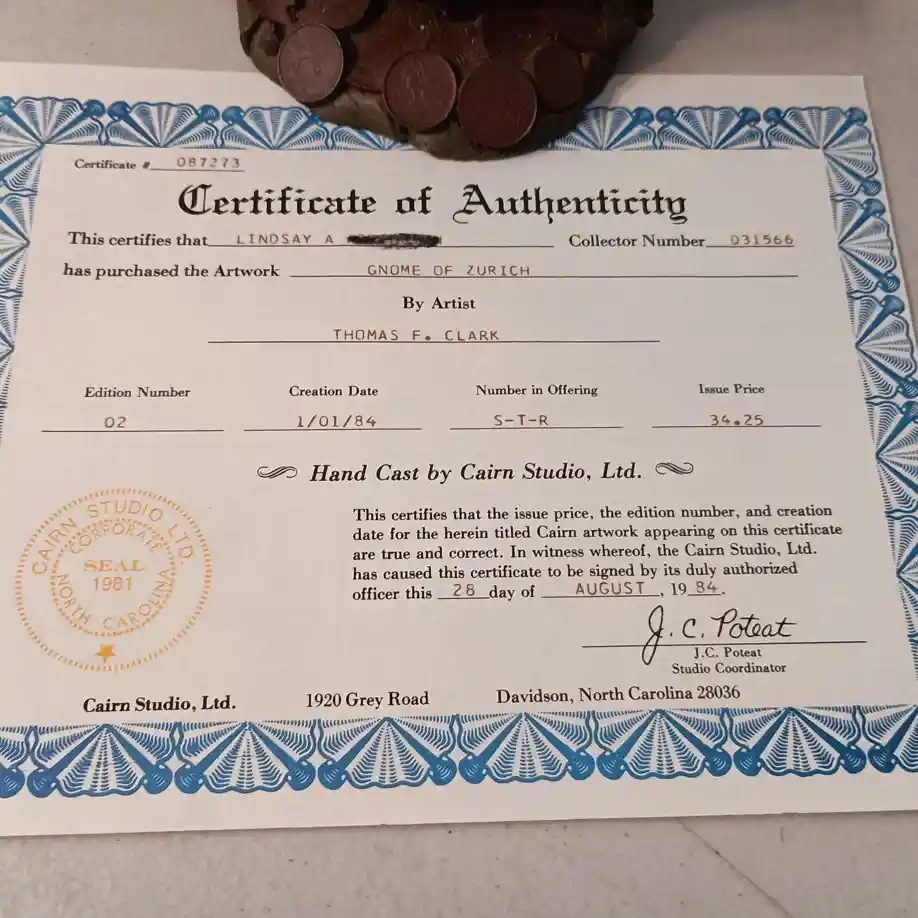 Certificate # 087273
Certificate of Authenticity
This certifies that LINDSAY A
Collector Number 031566
has purchased the Artwork GNOME OF ZURICH
By Artist
THOMAS F. CLARK
Edition Number Creation Date Number in Offering Issue Price
02 1/01/84 S-T-R 34.25
Hand Cast by Cairn Studio, Ltd.
This certifies that the issue price, the edition number, and creation
date for the herein titled Cairn artwork appearing on this certificate
are true and correct. In witness whereof, the Cairn Studio, Ltd.
has caused this certificate to be signed by its duly authorized
officer this 28 day of AUGUST, 19 84.
CAIRN STUDIO LTD.
CORPORATE
SEAL
1981
NORTH CAROLINA
J. C. Poteat
J.C. Poteat
Studio Coordinator
Cairn Studio, Ltd. 1920 Grey Road Davidson, North Carolina 28036